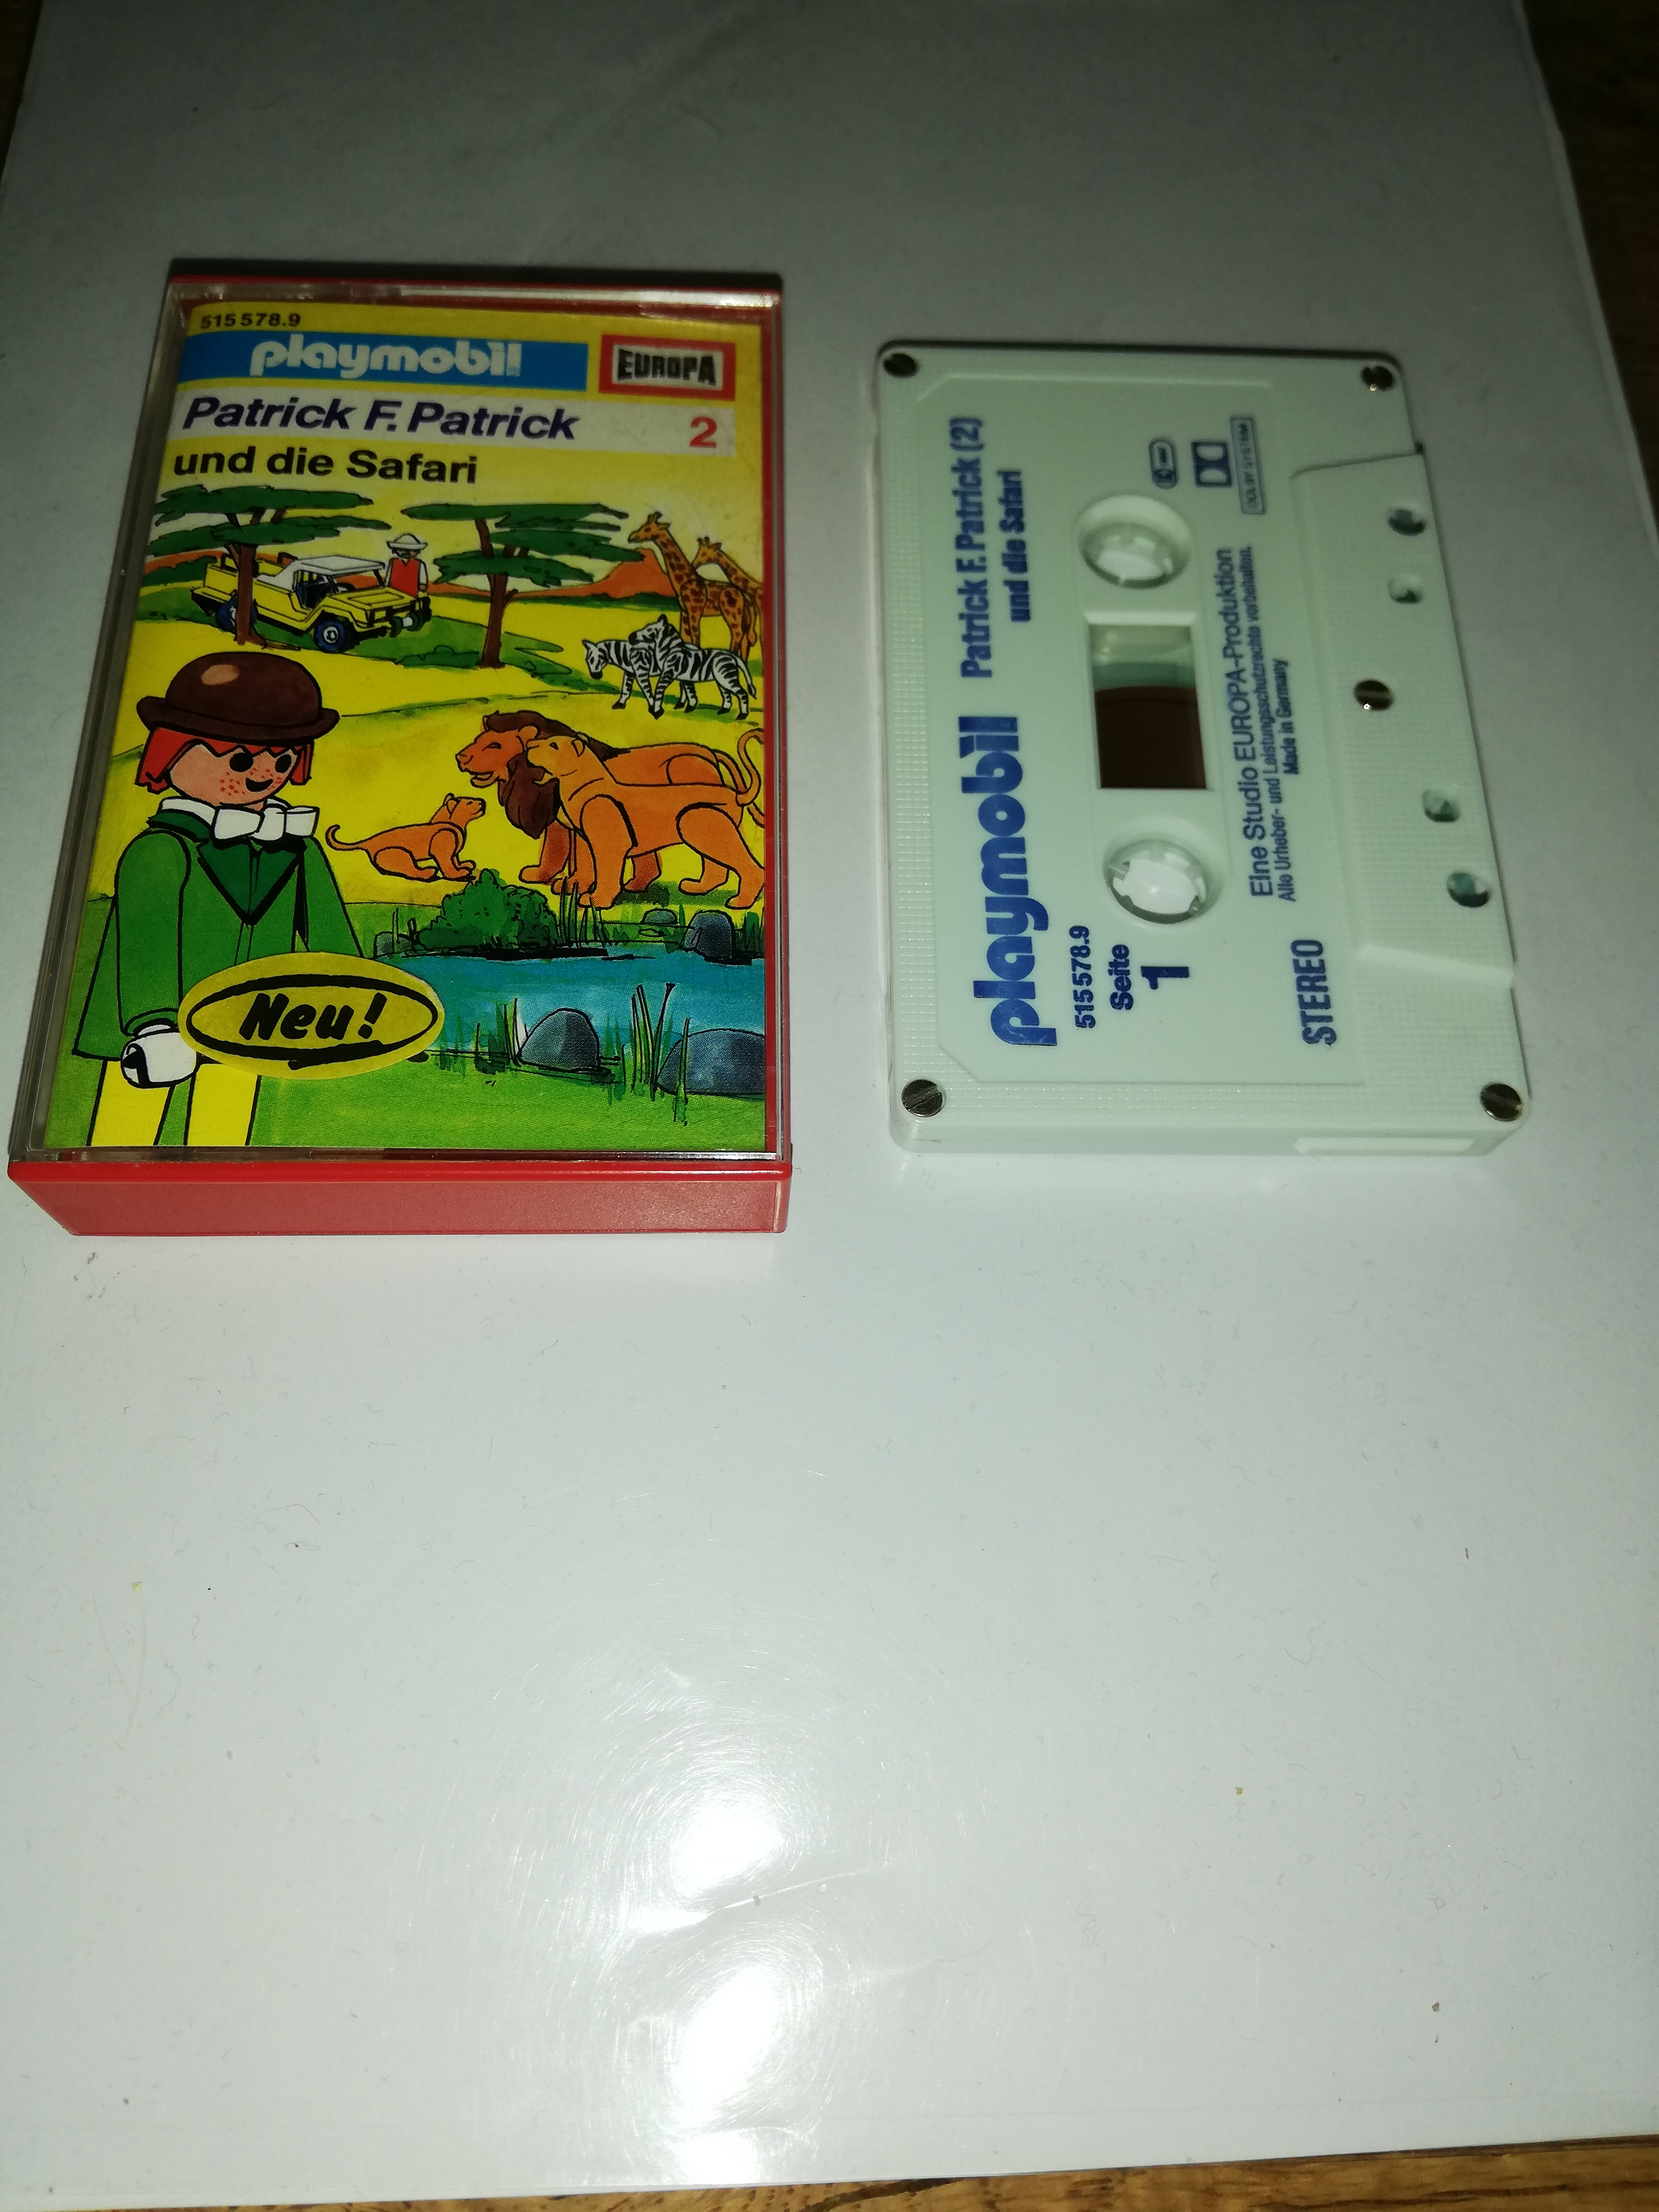 515 578.9
playmobil
EUROPA
Patrick F. Patrick 2
und die Safari
Neu!
playmobil Patrick F. Patrick (2)
und die Safari
515578.9
Seite
1
DOLBY SYSTEM
Eine Studio EUROPA-Produktion
Alle Urheber- und Leistungsschutzrechte vorbehalten.
Made in Germany
STEREO